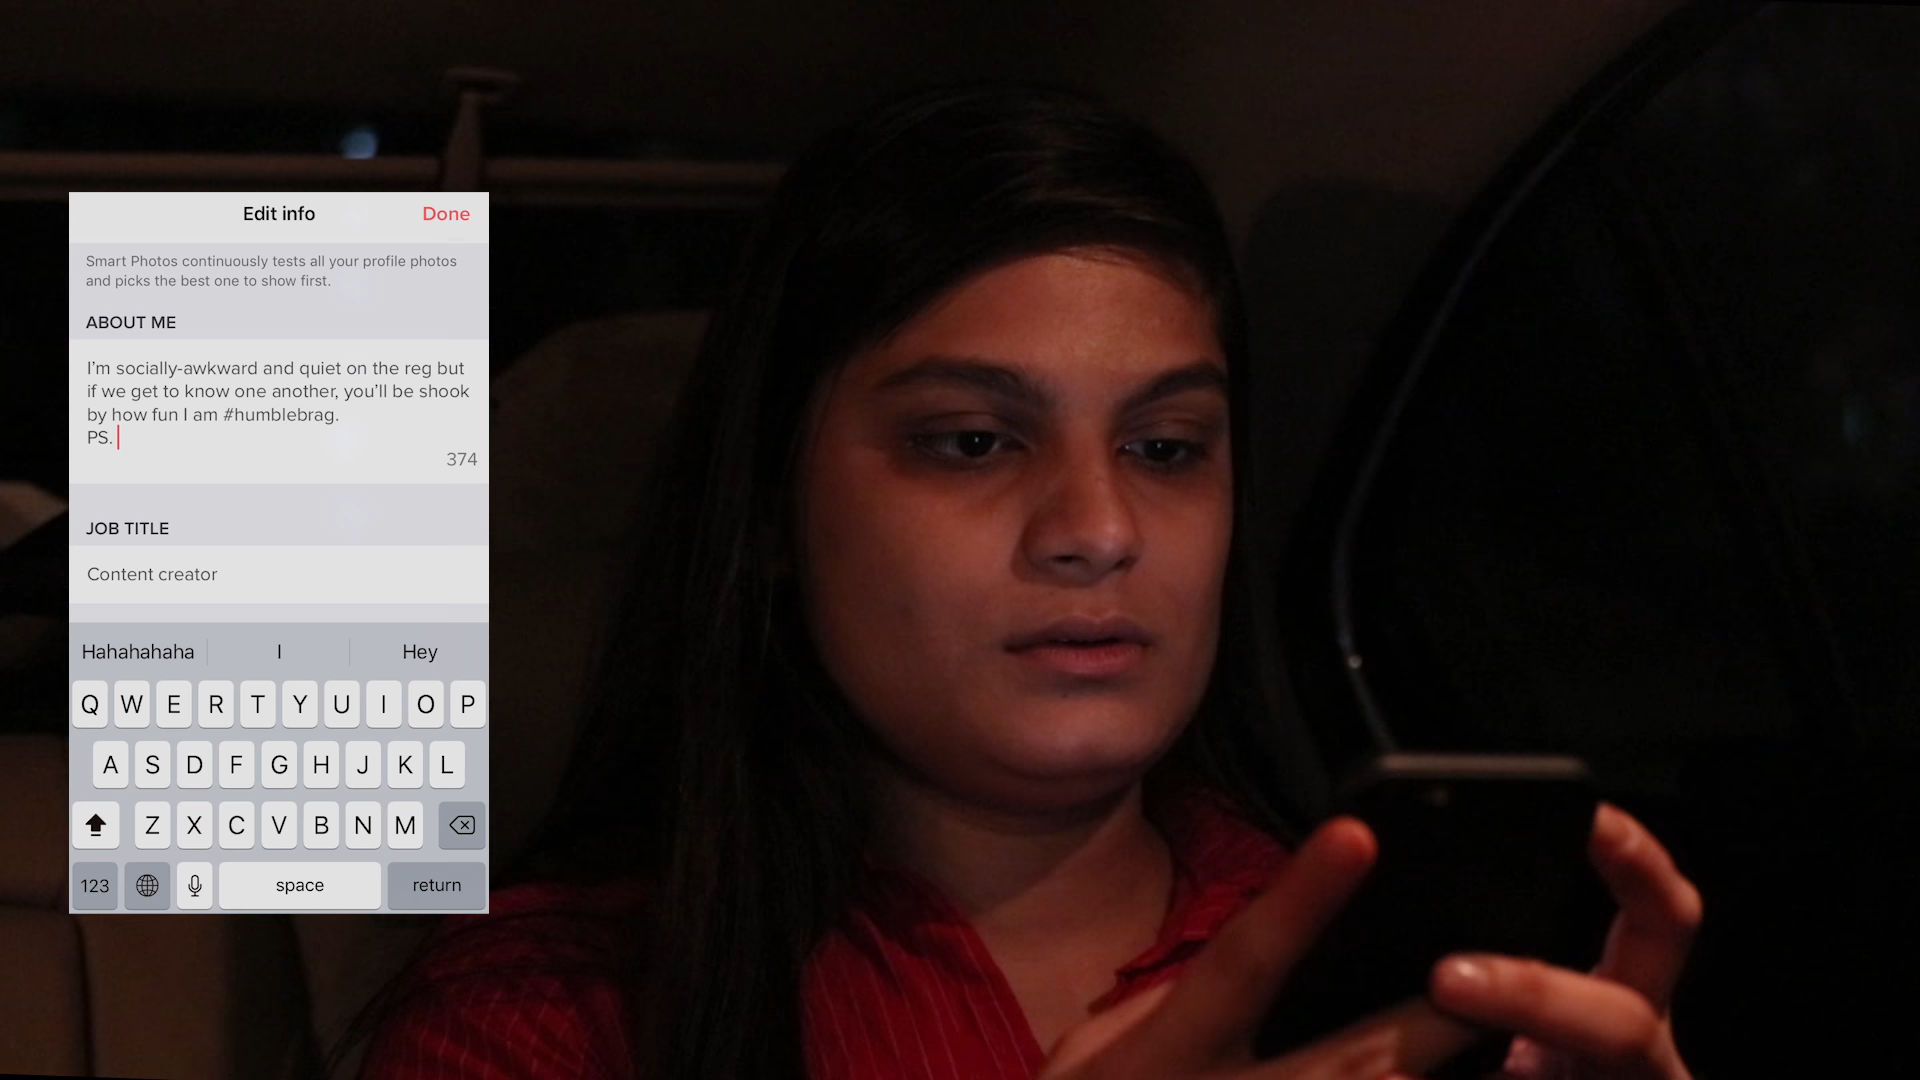 Edit info Done
Smart Photos continuously tests all your profile photos
and picks the best one to show first.
ABOUT ME
I'm socially-awkward and quiet on the reg but
if we get to know one another, you'll be shook
by how fun I am #humblebrag.
PS.
374
JOB TITLE
Content creator
Hahahahaha I Hey
Q W E R T Y U I O P
A S D F G H J K L
Z X C V B N M
123 space return